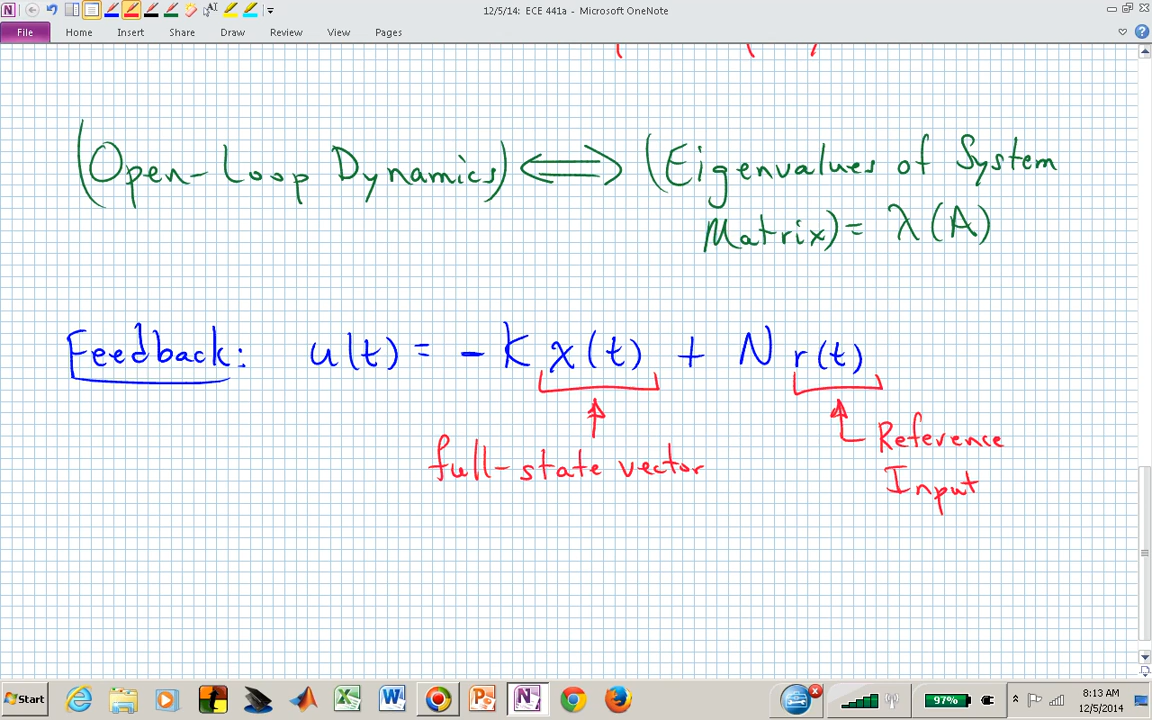 12/5/14: ECE 441a - Microsoft OneNote
File Home Insert Share Draw Review View Pages
(Open-Loop Dynamics) ⟺ (Eigenvalues of System
Matrix) = λ(A)
Feedback: u(t) = - K x(t) + N r(t)
full-state vector
Reference
Input
Start
97%
8:13 AM
12/5/2014